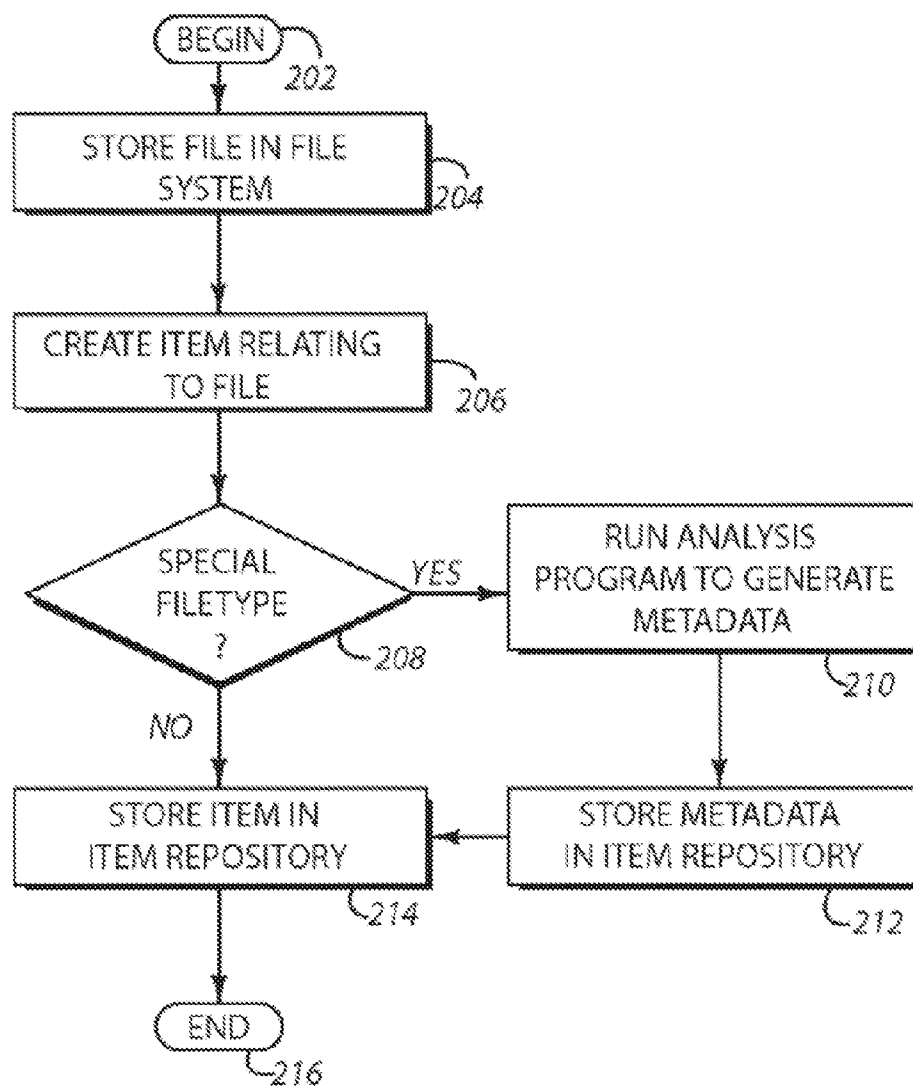 BEGIN
202
STORE FILE IN FILE
SYSTEM
204
CREATE ITEM RELATING
TO FILE
206
SPECIAL
FILETYPE
?
208
YES
RUN ANALYSIS
PROGRAM TO GENERATE
METADATA
210
NO
STORE ITEM IN
ITEM REPOSITORY
214
STORE METADATA
IN ITEM REPOSITORY
212
END
216